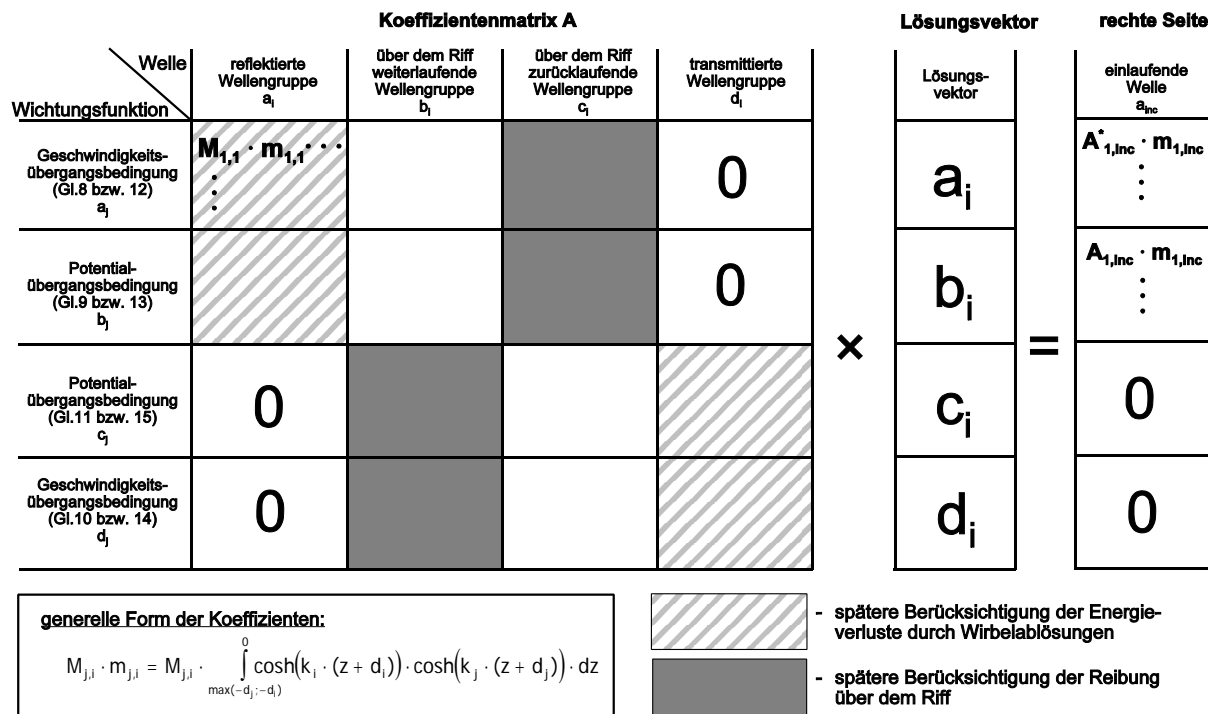 Koeffizientenmatrix A
Lösungsvektor
rechte Seite
Welle
Wichtungsfunktion
reflektierte
Wellengruppe
a_i
über dem Riff
weiterlaufende
Wellengruppe
b_i
über dem Riff
zurücklaufende
Wellengruppe
c_i
transmittierte
Wellengruppe
d_i
Lösungs-
vektor
einlaufende
Welle
a_inc
Geschwindigkeits-
übergangsbedingung
(Gl.8 bzw. 12)
a_j
M_1,1 · m_1,1 · · ·
⋮
0
a_i
A*_1,inc · m_1,inc
⋮
Potential-
übergangsbedingung
(Gl.9 bzw. 13)
b_j
0
b_i
A_1,inc · m_1,inc
⋮
×
=
Potential-
übergangsbedingung
(Gl.11 bzw. 15)
c_j
0
c_i
0
Geschwindigkeits-
übergangsbedingung
(Gl.10 bzw. 14)
d_j
0
d_i
0
generelle Form der Koeffizienten:
M_j,i · m_j,i = M_j,i · ∫_max(−d_j;−d_i)^0 cosh(k_i · (z + d_i)) · cosh(k_j · (z + d_j)) · dz
- spätere Berücksichtigung der Energie-
verluste durch Wirbelablösungen
- spätere Berücksichtigung der Reibung
über dem Riff